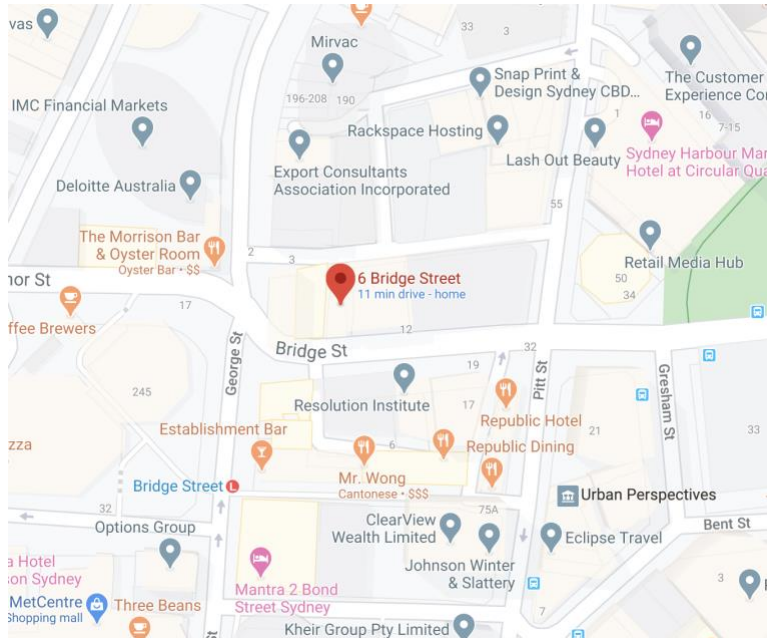 vas
Mirvac
33
3
196-208
190
IMC Financial Markets
Snap Print &
Design Sydney CBD...
The Customer
Experience Co
16
7-15
1
Rackspace Hosting
Lash Out Beauty
Sydney Harbour Mar
Hotel at Circular Qua
Export Consultants
Association Incorporated
Deloitte Australia
55
The Morrison Bar
& Oyster Room
Oyster Bar • $$
2
3
Retail Media Hub
50
34
6 Bridge Street
11 min drive - home
nor St
17
ffee Brewers
12
Bridge St
George St
32
19
Pitt St
Gresham St
245
Resolution Institute
17
Republic Hotel
21
33
Establishment Bar
6
Republic Dining
zza
Mr. Wong
Cantonese • $$$
Bridge Street
L
Urban Perspectives
32
75A
Options Group
ClearView
Wealth Limited
Bent St
Eclipse Travel
Johnson Winter
& Slattery
a Hotel
son Sydney
Mantra 2 Bond
Street Sydney
3
MetCentre
Shopping mall
Three Beans
7
St
Kheir Group Pty Limited